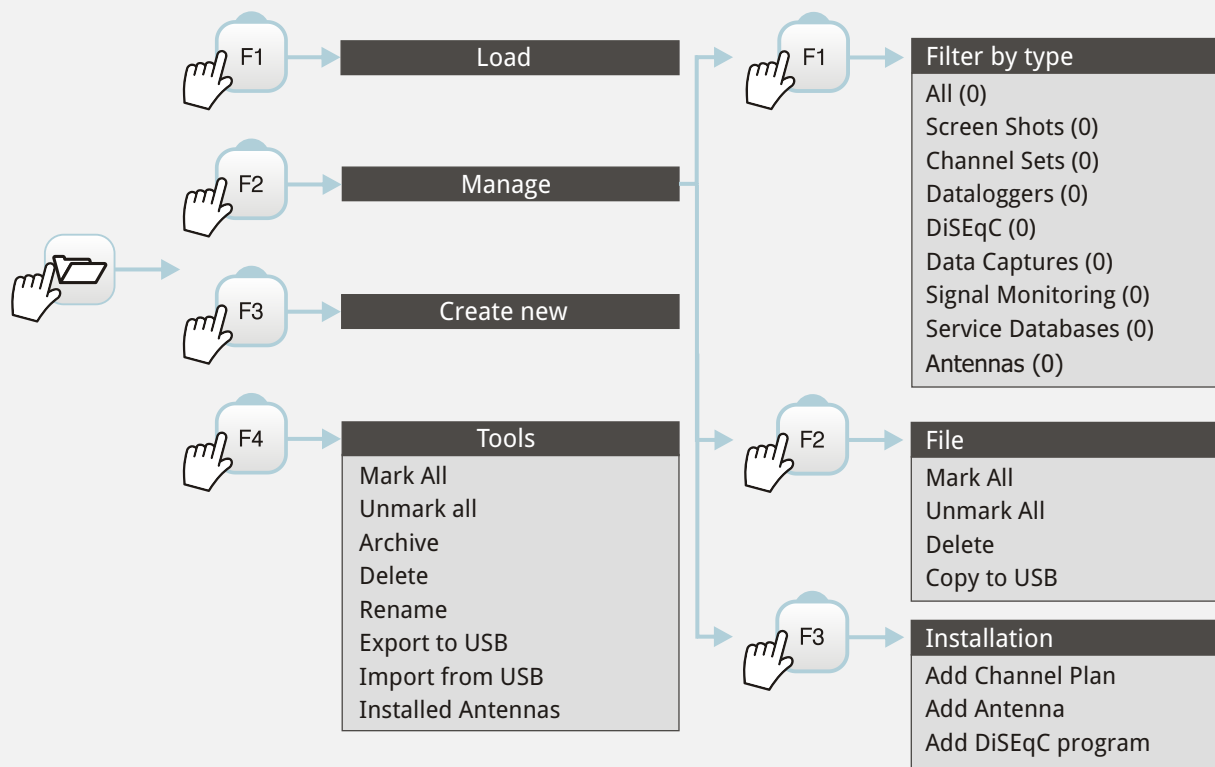 F1
Load
F2
Manage
F3
Create new
F4
Tools
Mark All
Unmark all
Archive
Delete
Rename
Export to USB
Import from USB
Installed Antennas
F1
Filter by type
All (0)
Screen Shots (0)
Channel Sets (0)
Dataloggers (0)
DiSEqC (0)
Data Captures (0)
Signal Monitoring (0)
Service Databases (0)
Antennas (0)
F2
File
Mark All
Unmark All
Delete
Copy to USB
F3
Installation
Add Channel Plan
Add Antenna
Add DiSEqC program